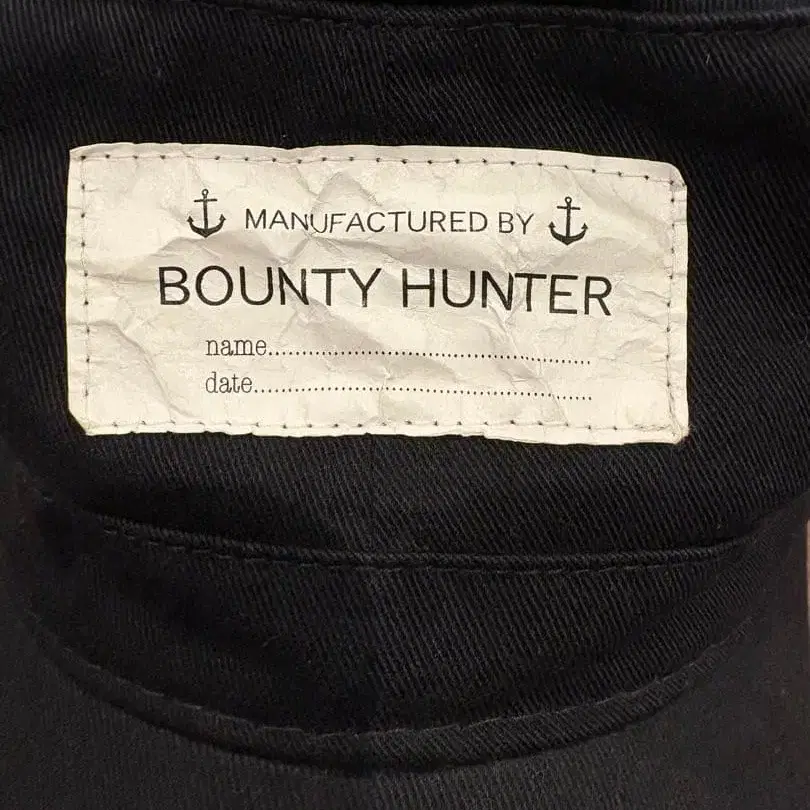 MANUFACTURED BY
BOUNTY HUNTER
name..........................................................
date............................................................